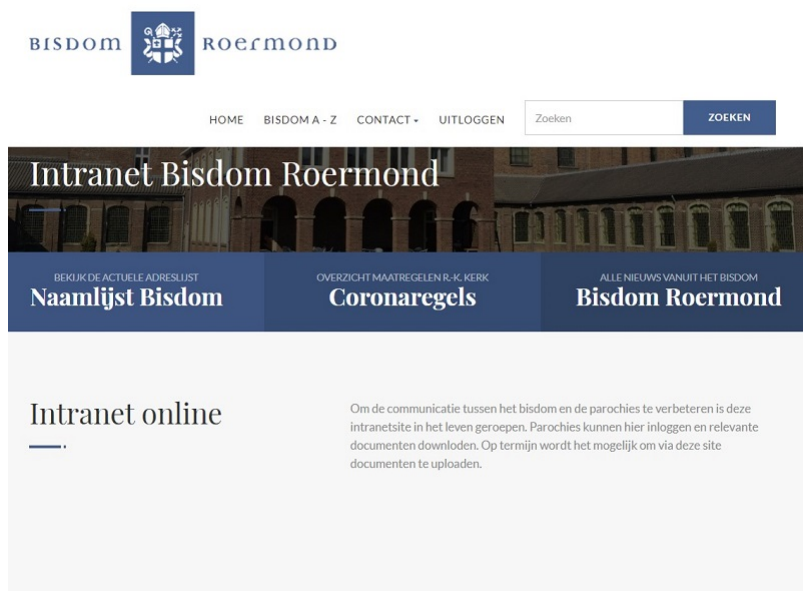 BISDOM ROERMOND
HOME BISDOM A - Z CONTACT UITLOGGEN Zoeken ZOEKEN
Intranet Bisdom Roermond
BEKIJK DE ACTUELE ADRESLIJST
Naamlijst Bisdom
OVERZICHT MAATREGELEN R.-K. KERK
Coronaregels
ALLE NIEUWS VANUIT HET BISDOM
Bisdom Roermond
Intranet online
Om de communicatie tussen het bisdom en de parochies te verbeteren is deze
intranetsite in het leven geroepen. Parochies kunnen hier inloggen en relevante
documenten downloden. Op termijn wordt het mogelijk om via deze site
documenten te uploaden.